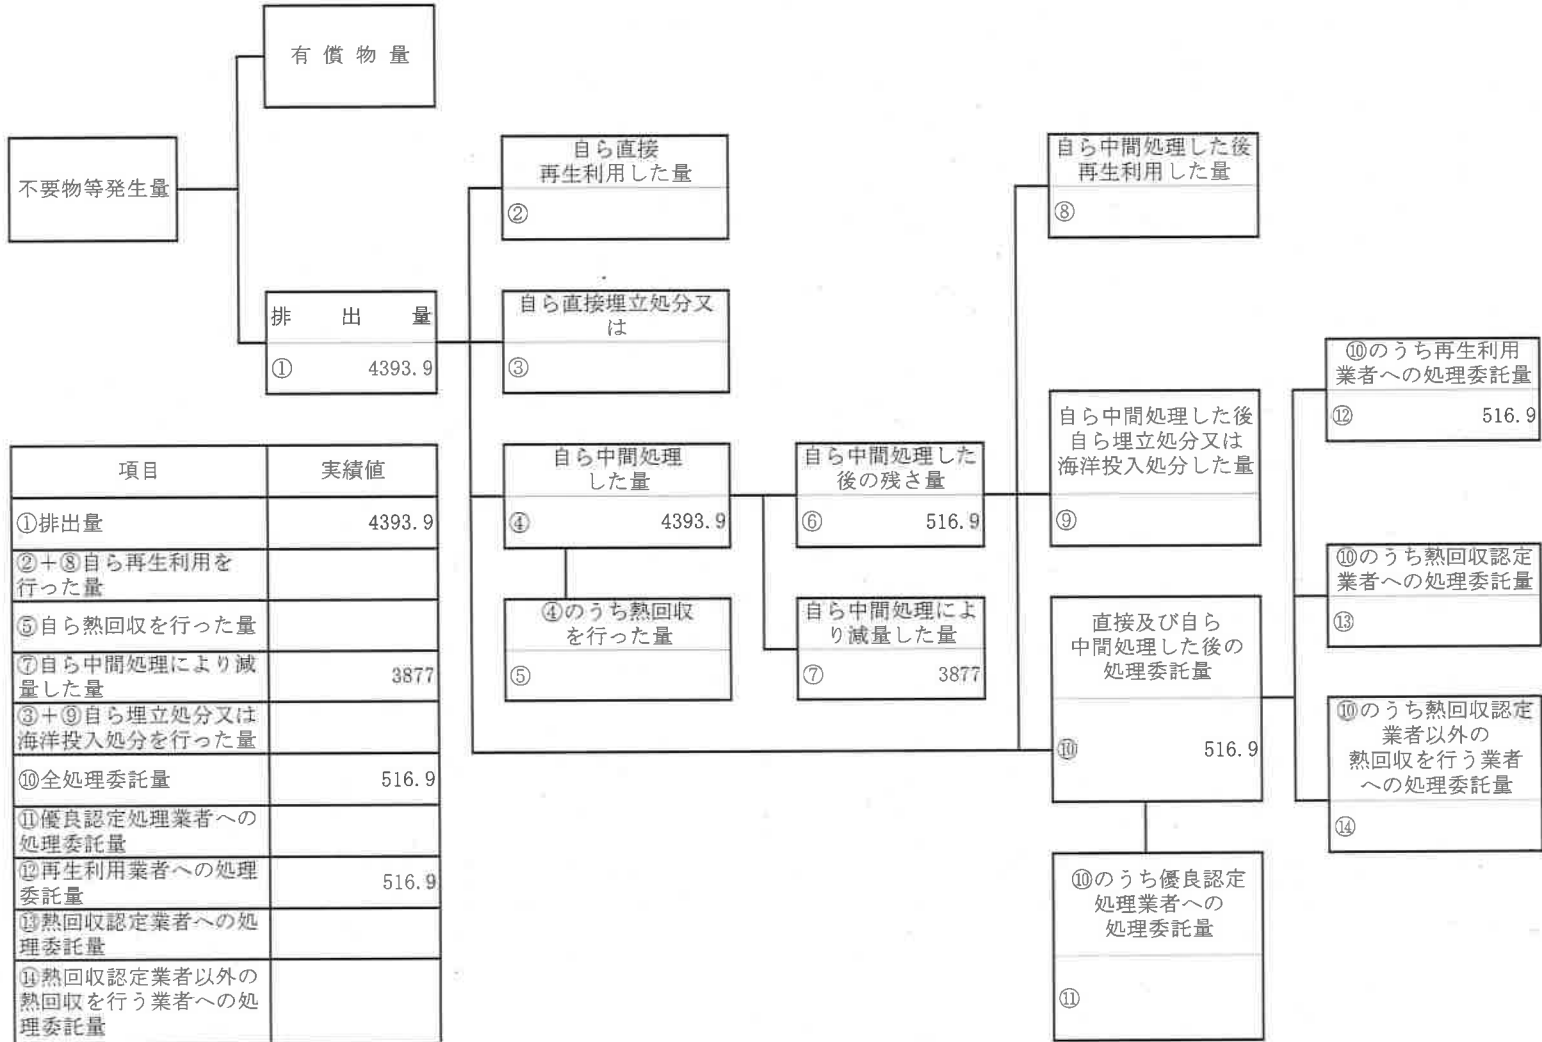 有償物量
不要物等発生量
排出量
① 4393.9
自ら直接
再生利用した量
②
自ら直接埋立処分又
は
③
自ら中間処理
した量
④ 4393.9
④のうち熱回収
を行った量
⑤
自ら中間処理した
後の残さ量
⑥ 516.9
自ら中間処理によ
り減量した量
⑦ 3877
自ら中間処理した後
再生利用した量
⑧
自ら中間処理した後
自ら埋立処分又は
海洋投入処分した量
⑨
直接及び自ら
中間処理した後の
処理委託量
⑩ 516.9
⑩のうち優良認定
処理業者への
処理委託量
⑪
⑩のうち再生利用
業者への処理委託量
⑫ 516.9
⑩のうち熱回収認定
業者への処理委託量
⑬
⑩のうち熱回収認定
業者以外の
熱回収を行う業者
への処理委託量
⑭
項目 実績値
①排出量 4393.9
②+⑧自ら再生利用を
行った量
⑤自ら熱回収を行った量
⑦自ら中間処理により減
量した量 3877
③+⑨自ら埋立処分又は
海洋投入処分を行った量
⑩全処理委託量 516.9
⑪優良認定処理業者への
処理委託量
⑫再生利用業者への処理
委託量 516.9
⑬熱回収認定業者への処
理委託量
⑭熱回収認定業者以外の
熱回収を行う業者への処
理委託量